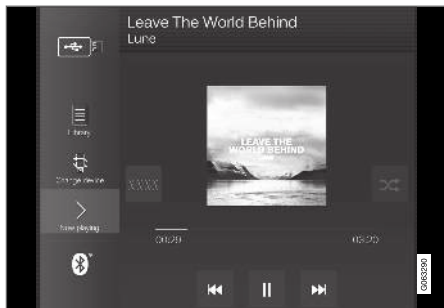 Leave The World Behind
Lune
Library
LEAVE THE
WORLD BEHIND
Change device
XXXX
Now playing
00:29
03:20
G063290